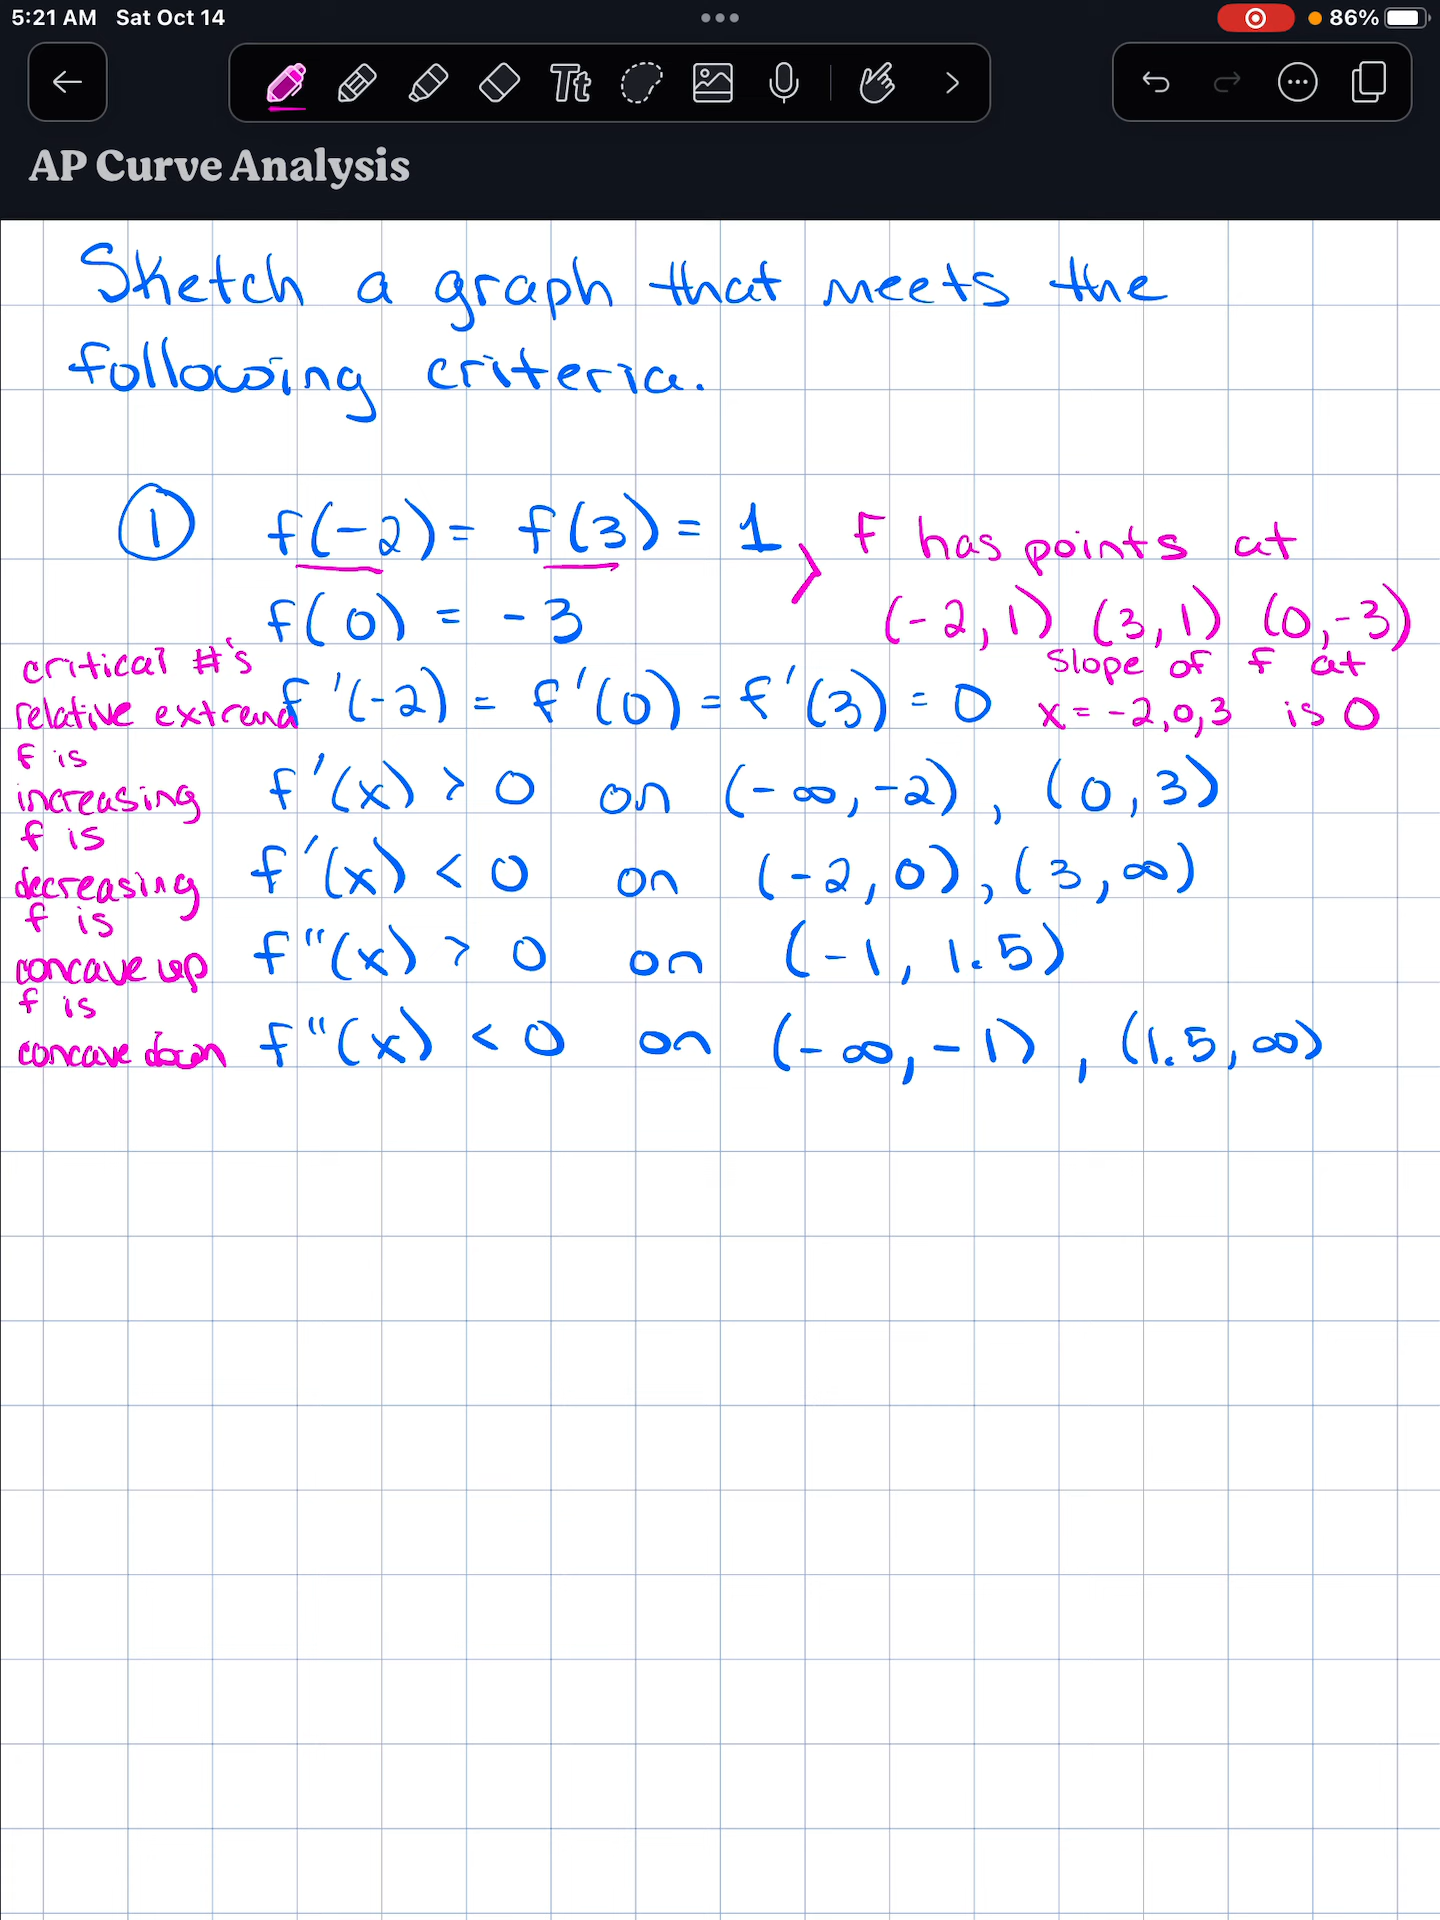 5:21 AM Sat Oct 14
86%
Tt
AP Curve Analysis
Sketch a graph that meets the
following criteria.
① f(-2) = f(3) = 1 > f has points at
f(0) = -3 (-2,1) (3,1) (0,-3)
critical #'s
relative extrema f'(-2) = f'(0) = f'(3) = 0
slope of f at
x = -2,0,3 is 0
f is
increasing f'(x) > 0 on (-∞,-2), (0,3)
f is
decreasing f'(x) < 0 on (-2,0), (3,∞)
f is
concave up f"(x) > 0 on (-1, 1.5)
f is
concave down f"(x) < 0 on (-∞,-1), (1.5,∞)